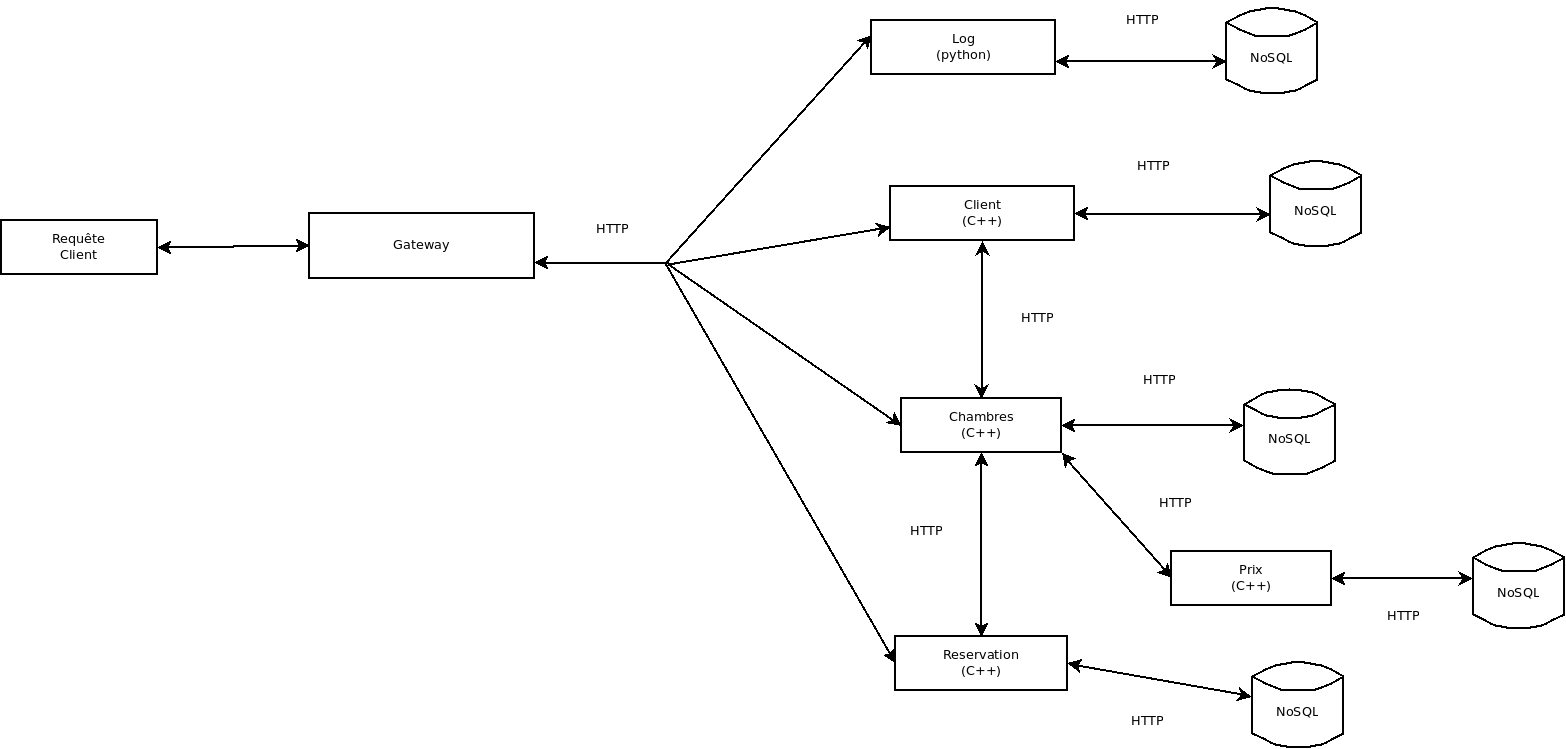 HTTP
Log
(python)
NoSQL
HTTP
Client
(C++)
NoSQL
Requête
Client
Gateway
HTTP
HTTP
HTTP
Chambres
(C++)
NoSQL
HTTP
HTTP
Prix
(C++)
NoSQL
HTTP
Reservation
(C++)
NoSQL
HTTP